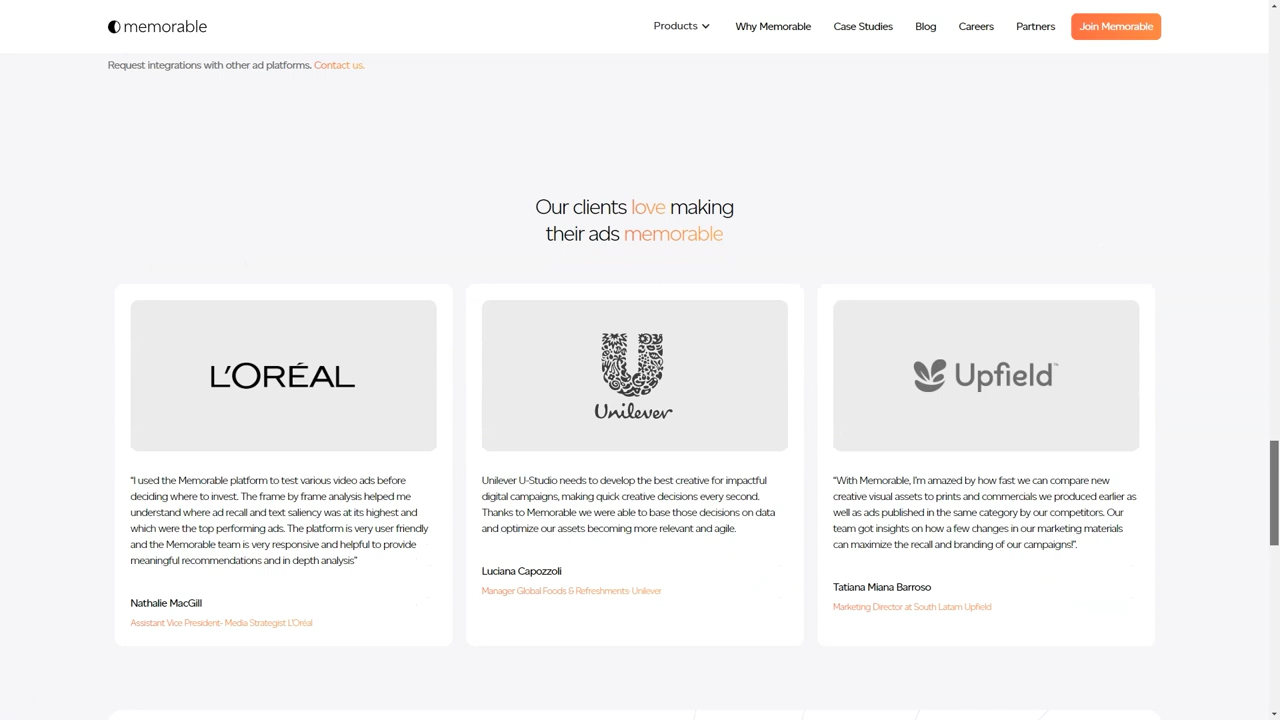 memorable
Products
Why Memorable
Case Studies
Blog
Careers
Partners
Join Memorable
Request integrations with other ad platforms. Contact us.
Our clients love making
their ads memorable
L'ORÉAL
"I used the Memorable platform to test various video ads before
deciding where to invest. The frame by frame analysis helped me
understand where ad recall and text saliency was at its highest and
which were the top performing ads. The platform is very user friendly
and the Memorable team is very responsive and helpful to provide
meaningful recommendations and in depth analysis"
Nathalie MacGill
Assistant Vice President- Media Strategist L'Oréal
Unilever
Unilever U-Studio needs to develop the best creative for impactful
digital campaigns, making quick creative decisions every second.
Thanks to Memorable we were able to base those decisions on data
and optimize our assets becoming more relevant and agile.
Luciana Capozzoli
Manager Global Foods & Refreshments· Unilever
Upfield™
"With Memorable, I'm amazed by how fast we can compare new
creative visual assets to prints and commercials we produced earlier as
well as ads published in the same category by our competitors. Our
team got insights on how a few changes in our marketing materials
can maximize the recall and branding of our campaigns!".
Tatiana Miana Barroso
Marketing Director at South Latam Upfield